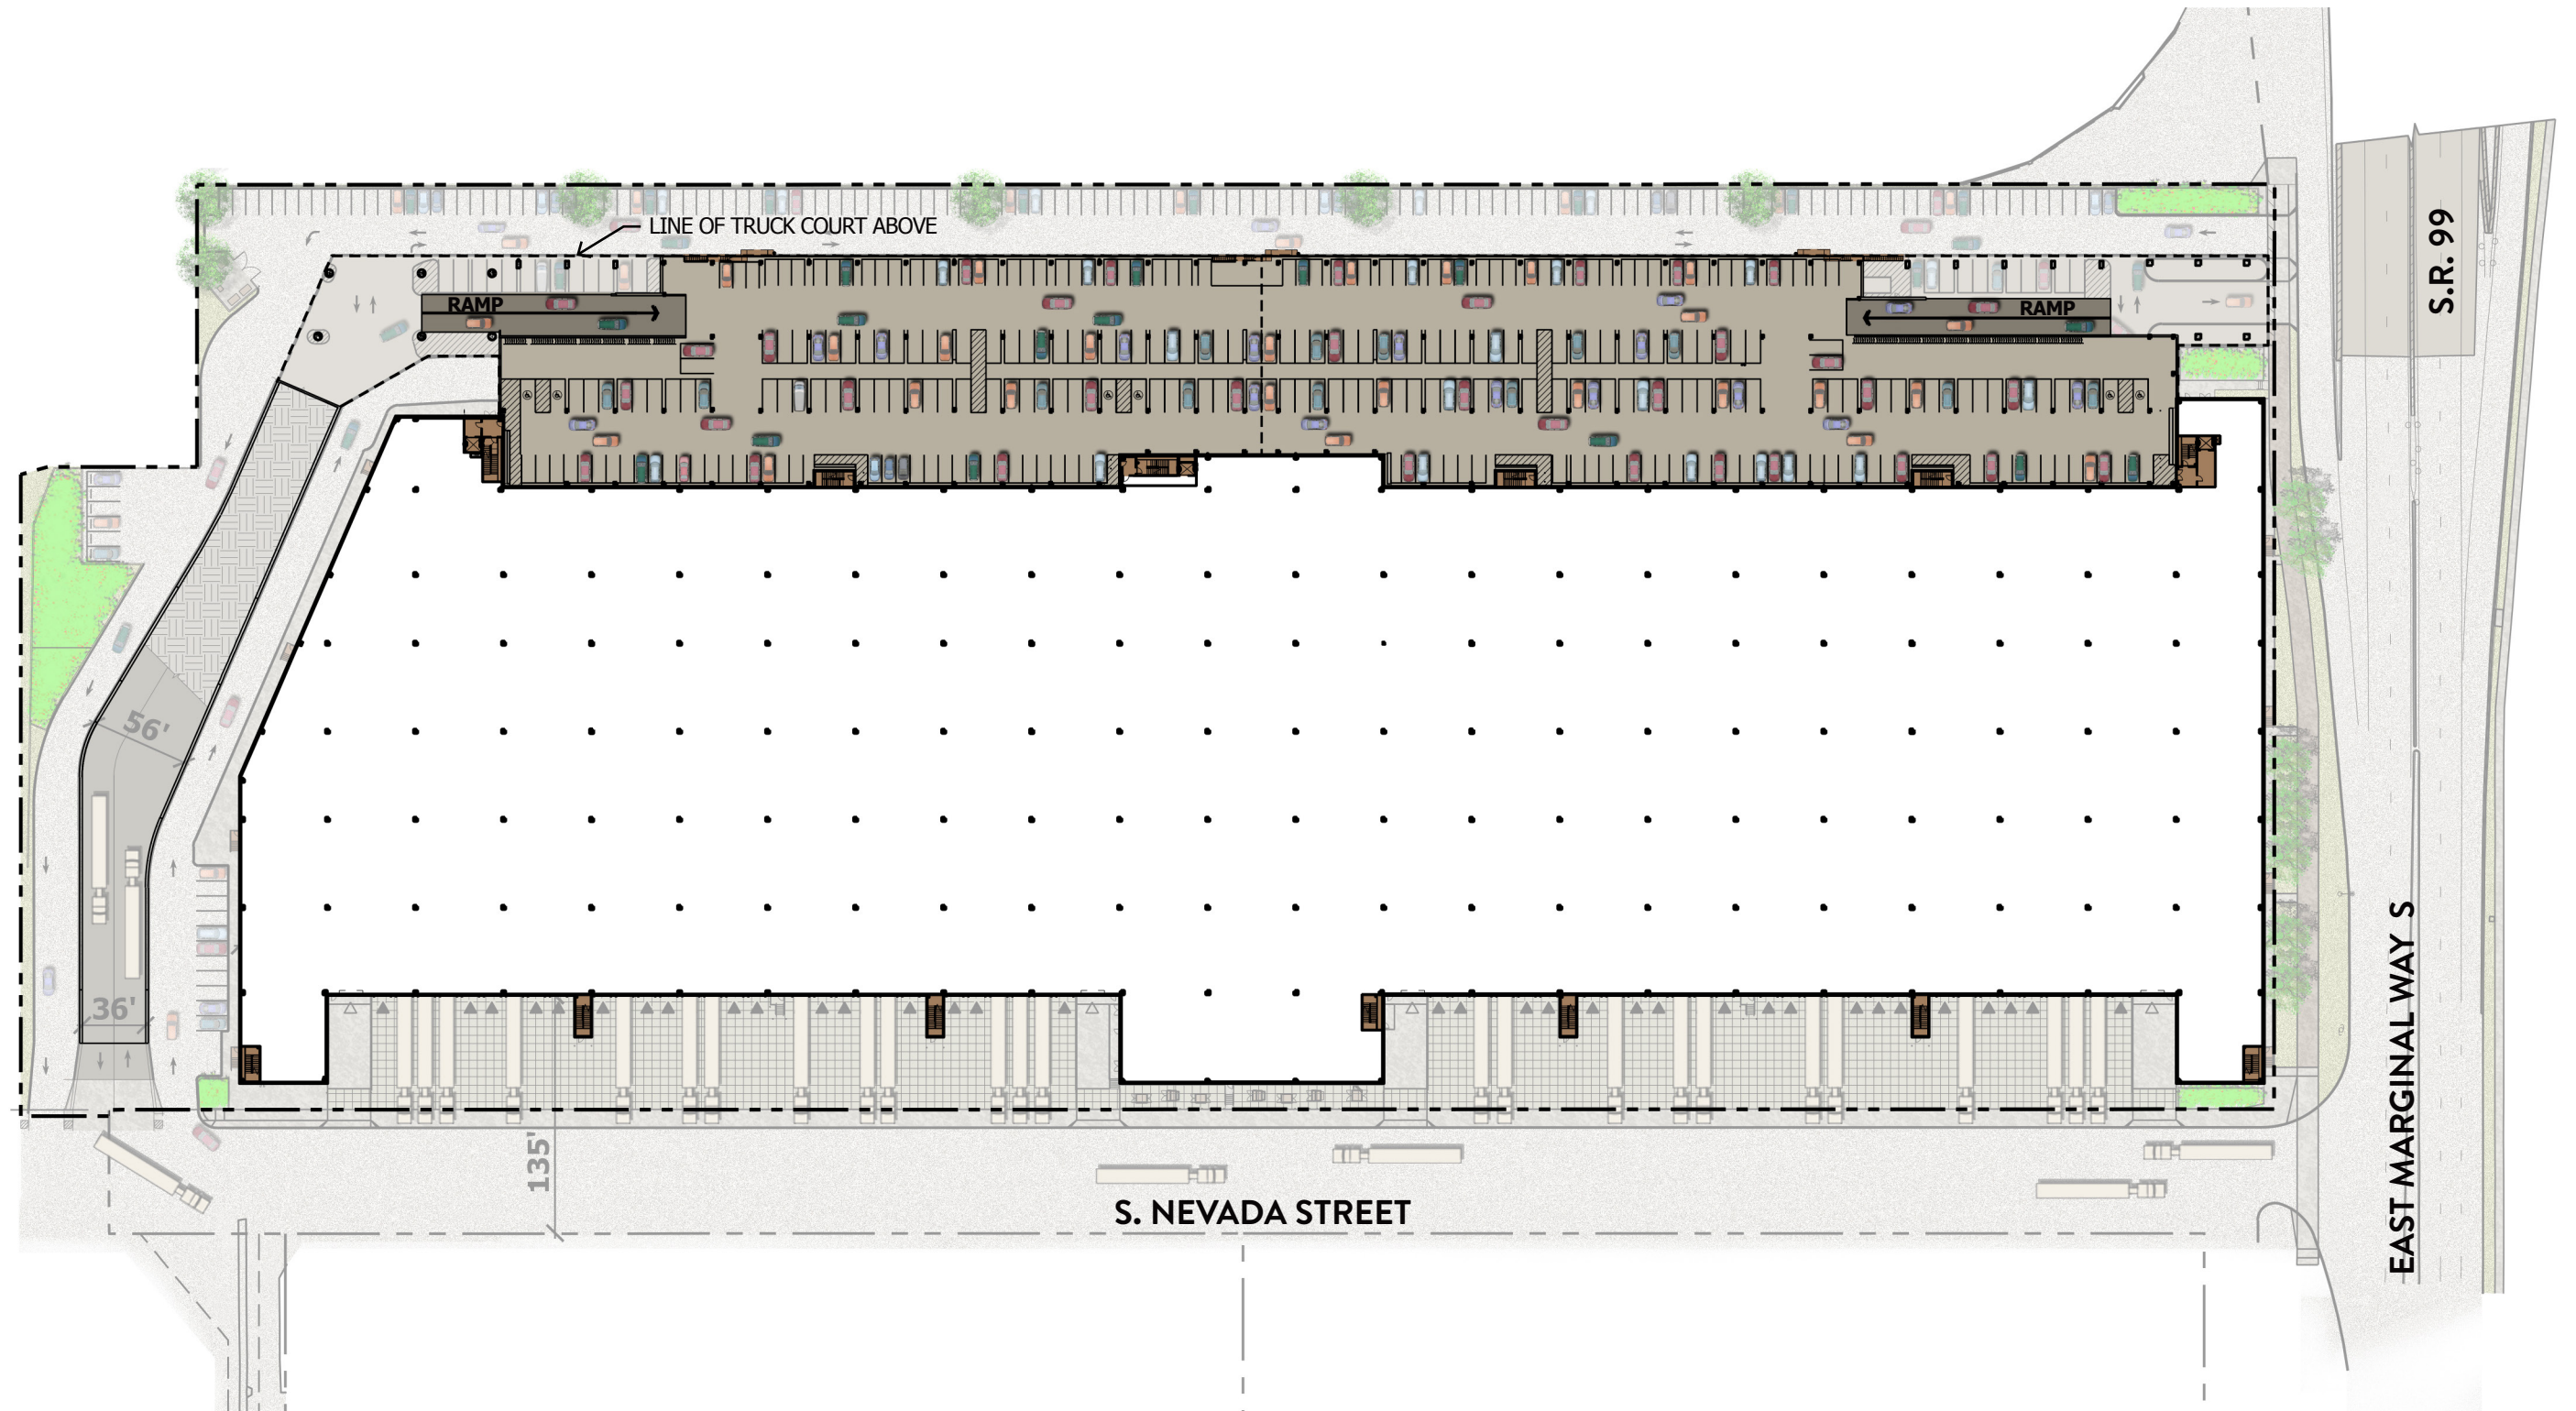 LINE OF TRUCK COURT ABOVE
S.R. 99
RAMP
RAMP
56'
36'
135'
S. NEVADA STREET
EAST MARGINAL WAY S